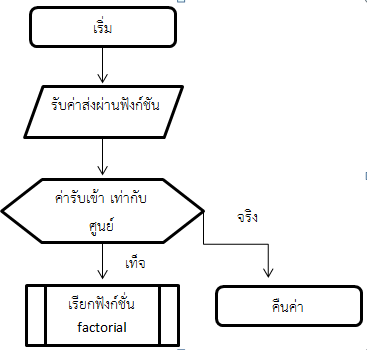 เริ่ม
รับค่าส่งผ่านฟังก์ชัน
ค่ารับเข้า เท่ากับ
ศูนย์
จริง
เท็จ
เรียกฟังก์ชั่น
factorial
คืนค่า